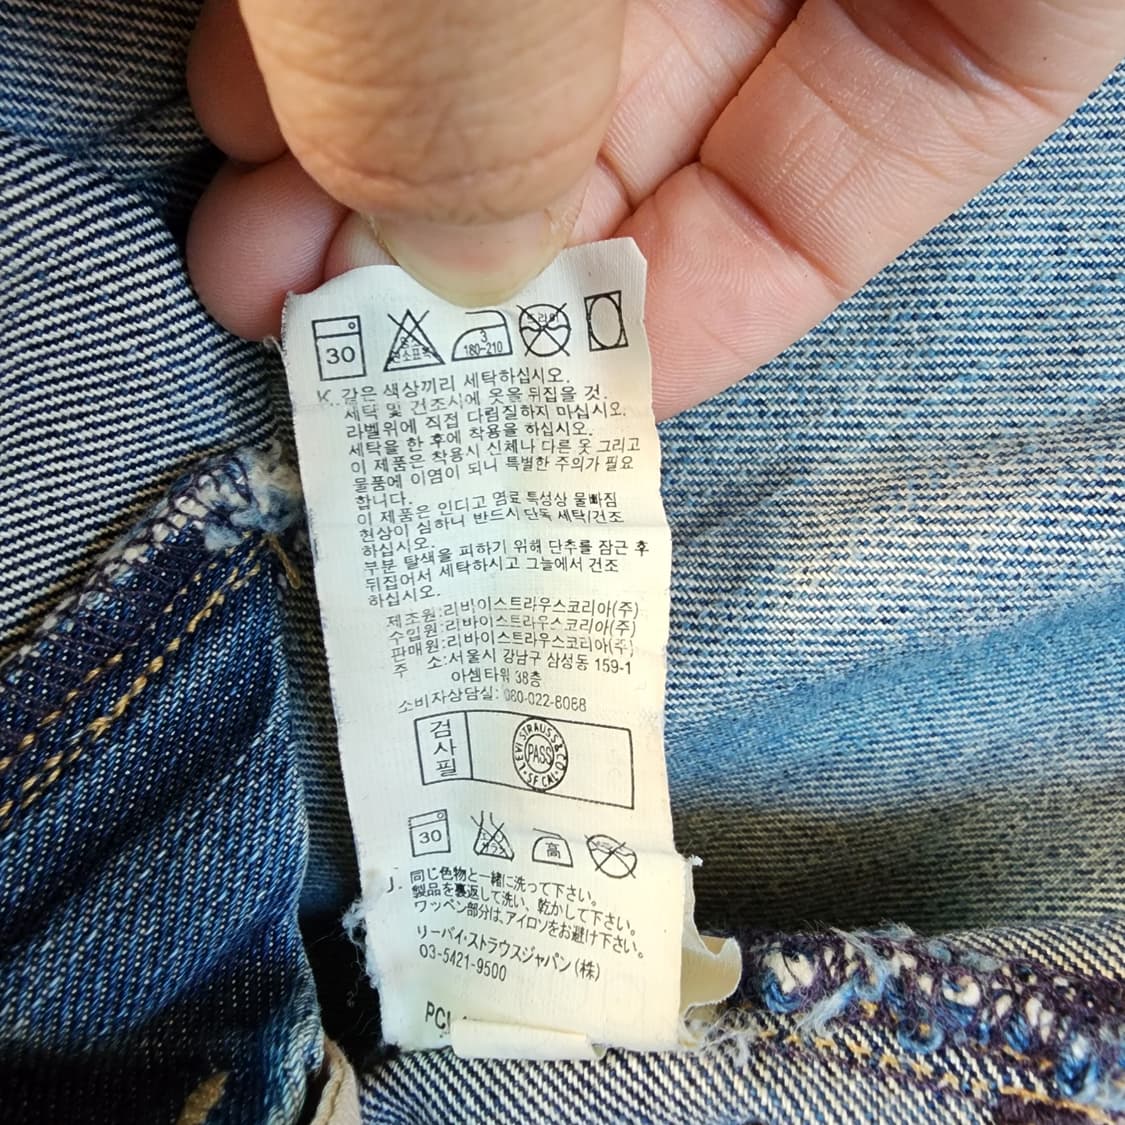 30
3
180~210
드라이
K. 같은 색상끼리 세탁하십시오.
세탁 및 건조시에 옷을 뒤집을 것.
라벨위에 직접 다림질하지 마십시오.
세탁을 한 후에 착용을 하십시오.
이 제품은 착용시 신체나 다른 옷 그리고
물품에 이염이 되니 특별한 주의가 필요
합니다.
이 제품은 인디고 염료 특성상 물빠짐
현상이 심하니 반드시 단독 세탁/건조
하십시오.
부분 탈색을 피하기 위해 단추를 잠근 후
뒤집어서 세탁하시고 그늘에서 건조
하십시오.
제조원:리바이스트라우스코리아(주)
수입원:리바이스트라우스코리아(주)
판매원:리바이스트라우스코리아(주)
주 소:서울시 강남구 삼성동 159-1
아셈타워 38층
소비자상담실: 080-022-8088
검사필
LEVI STRAUSS & CO
PASS
SF CAL
30
エンソ
サラシ
高
J. 同じ色物と一緒に洗って下さい。
製品を裏返して洗い、乾かして下さい。
ワッペン部分は、アイロンをお避け下さい。
リーバイ・ストラウスジャパン(株)
03-5421-9500